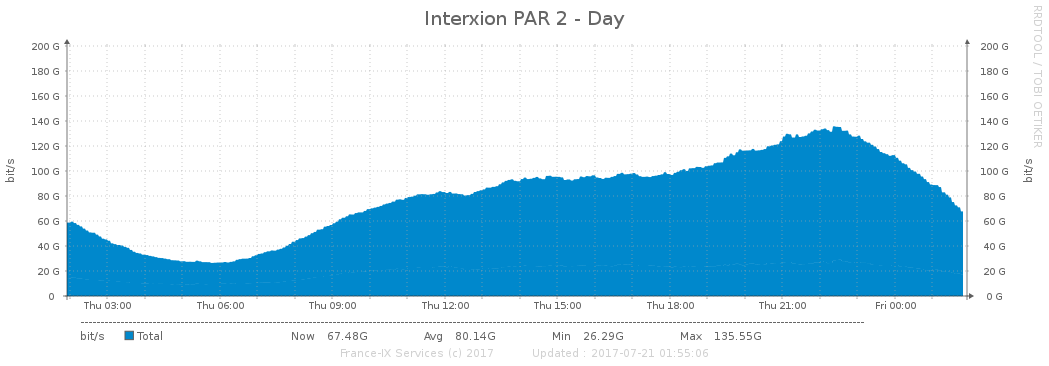 Interxion PAR 2 - Day
RRDTOOL / TOBI OETIKER
bit/s
200 G 200 G
180 G 180 G
160 G 160 G
140 G 140 G
120 G 120 G
100 G 100 G
80 G 80 G
60 G 60 G
40 G 40 G
20 G 20 G
0 0 G
bit/s
Thu 03:00 Thu 06:00 Thu 09:00 Thu 12:00 Thu 15:00 Thu 18:00 Thu 21:00 Fri 00:00
bit/s Total Now 67.48G Avg 80.14G Min 26.29G Max 135.55G
France-IX Services (c) 2017 Updated : 2017-07-21 01:55:06